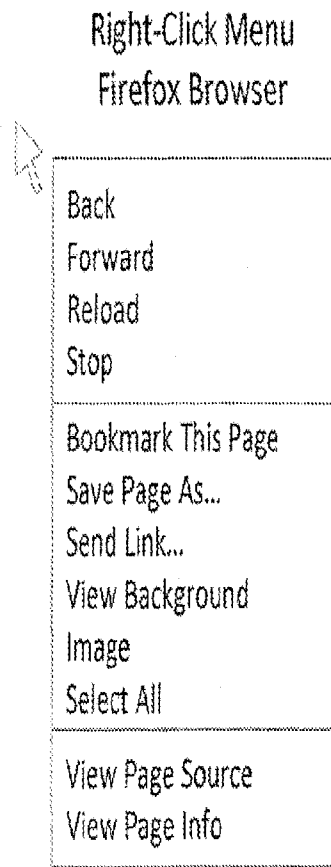 Right-Click Menu
Firefox Browser
Back
Forward
Reload
Stop
Bookmark This Page
Save Page As...
Send Link...
View Background
Image
Select All
View Page Source
View Page Info